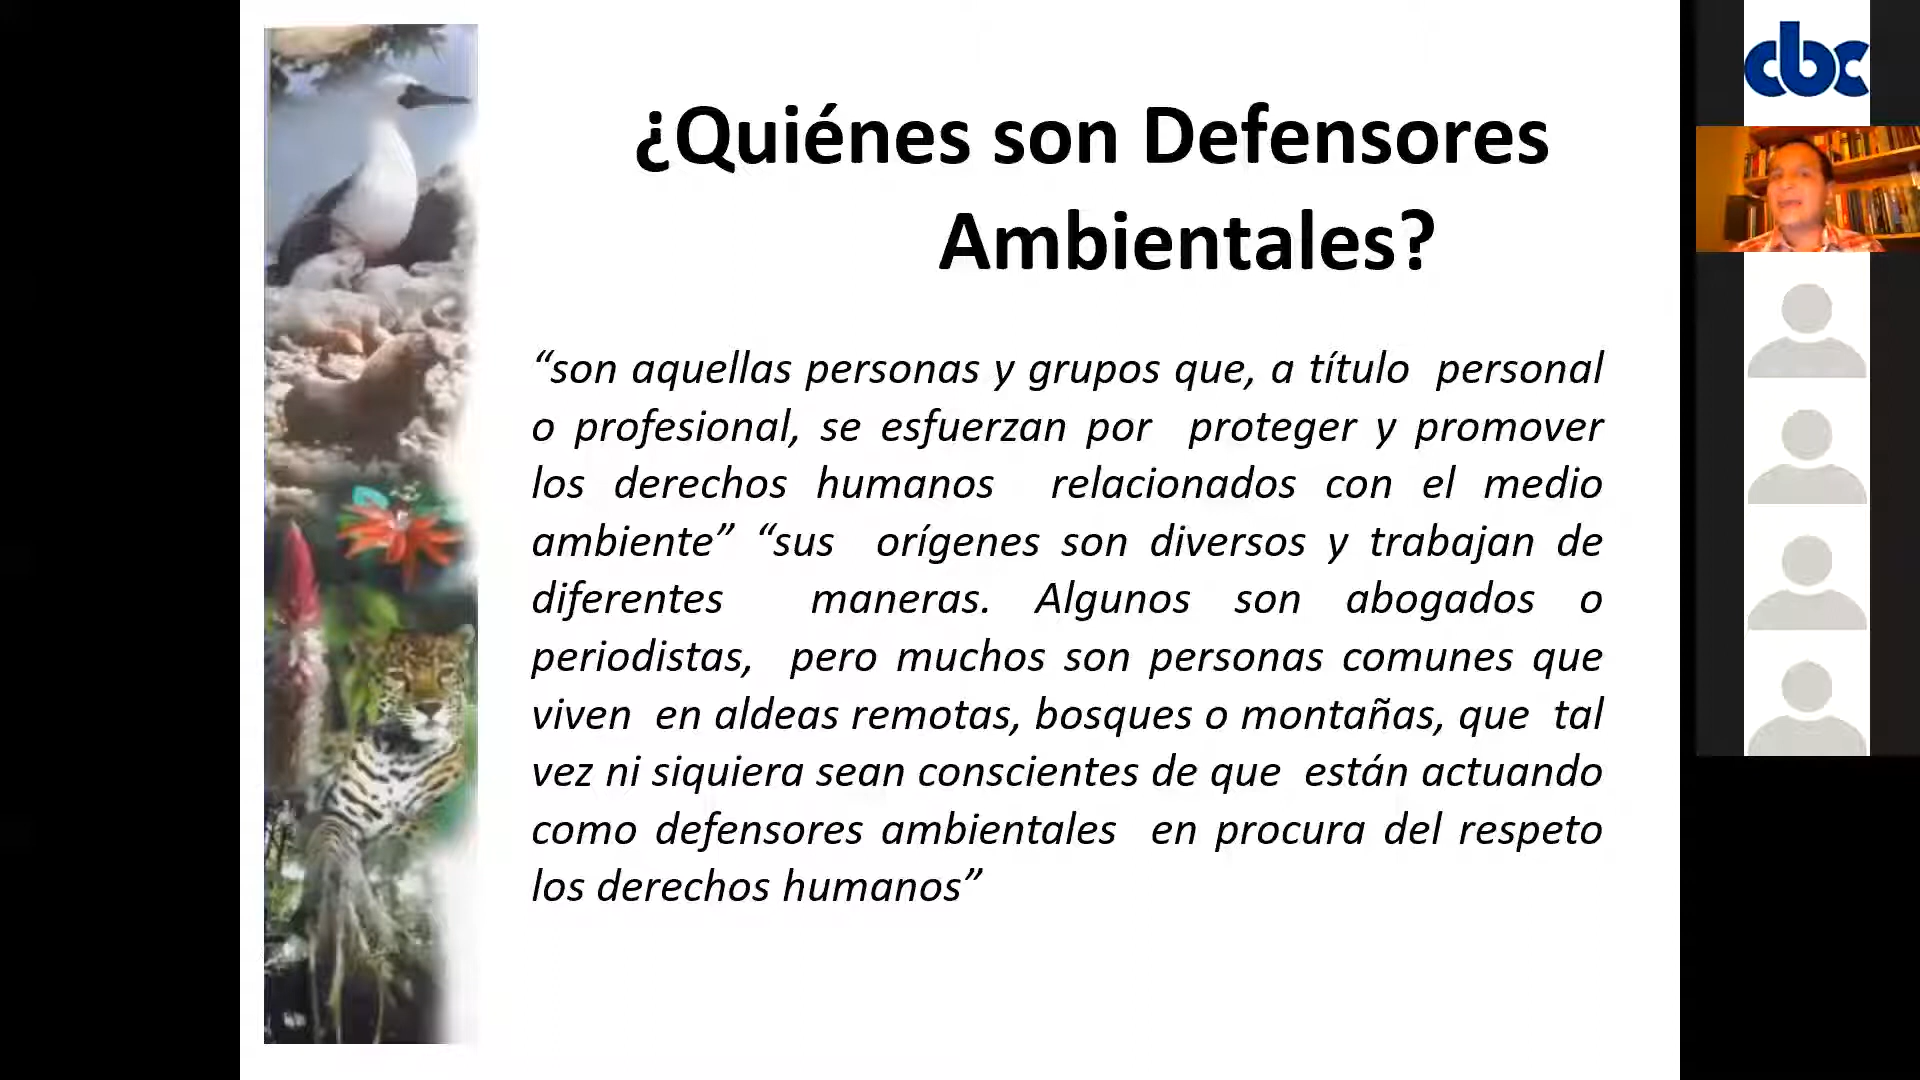 ¿Quiénes son Defensores
Ambientales?
“son aquellas personas y grupos que, a título personal
o profesional, se esfuerzan por proteger y promover
los derechos humanos relacionados con el medio
ambiente” “sus orígenes son diversos y trabajan de
diferentes maneras. Algunos son abogados o
periodistas, pero muchos son personas comunes que
viven en aldeas remotas, bosques o montañas, que tal
vez ni siquiera sean conscientes de que están actuando
como defensores ambientales en procura del respeto
los derechos humanos”
cbc